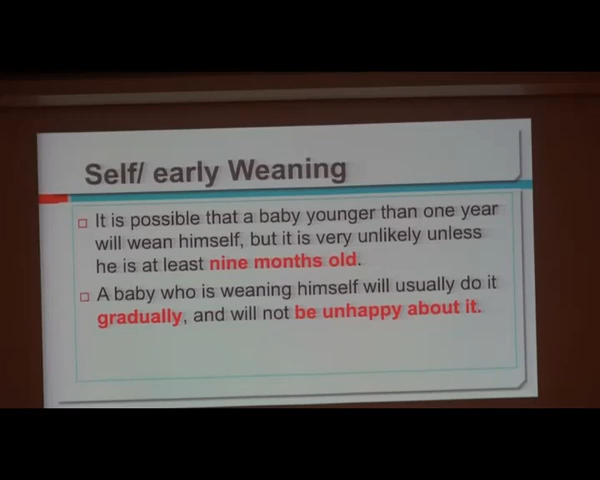 Self/ early Weaning
It is possible that a baby younger than one year
will wean himself, but it is very unlikely unless
he is at least nine months old.
A baby who is weaning himself will usually do it
gradually, and will not be unhappy about it.